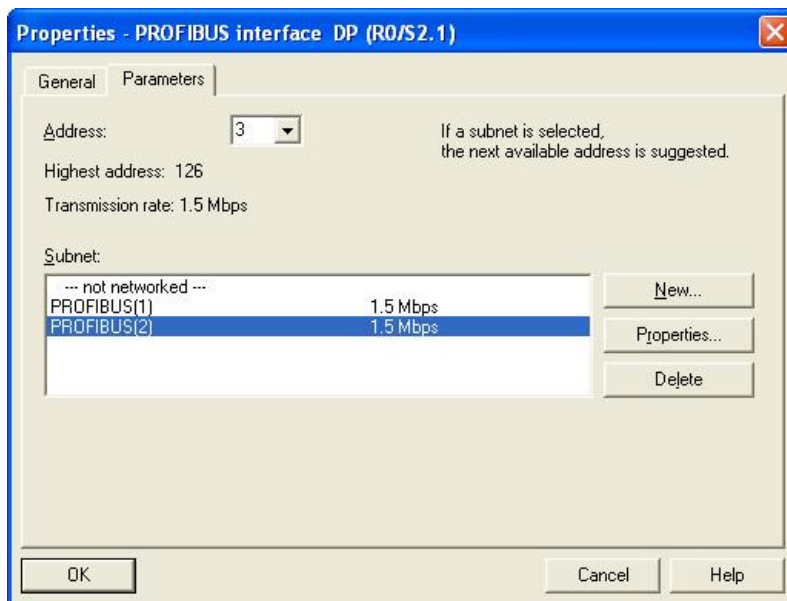 Properties - PROFIBUS interface DP (R0/S2.1)
General Parameters
Address: 3
If a subnet is selected,
the next available address is suggested.
Highest address: 126
Transmission rate: 1.5 Mbps
Subnet:
--- not networked ---
PROFIBUS(1) 1.5 Mbps
PROFIBUS(2) 1.5 Mbps
New...
Properties...
Delete
OK Cancel Help